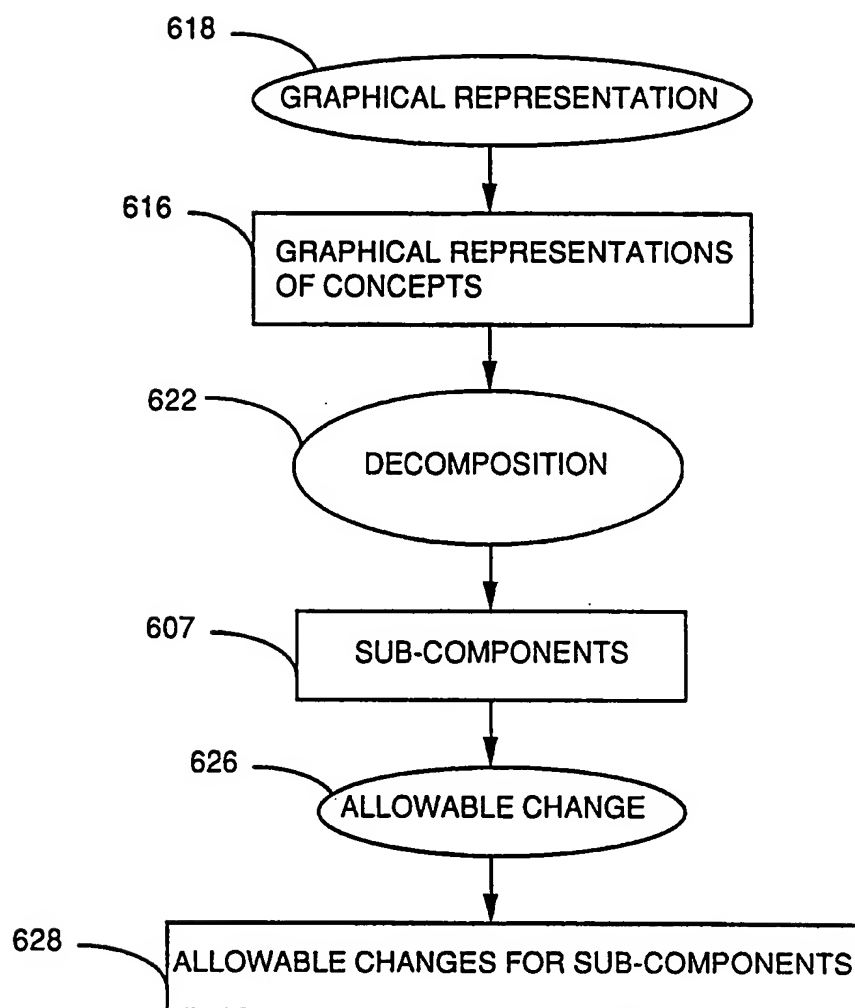 618
GRAPHICAL REPRESENTATION
616
GRAPHICAL REPRESENTATIONS
OF CONCEPTS
622
DECOMPOSITION
607
SUB-COMPONENTS
626
ALLOWABLE CHANGE
628
ALLOWABLE CHANGES FOR SUB-COMPONENTS